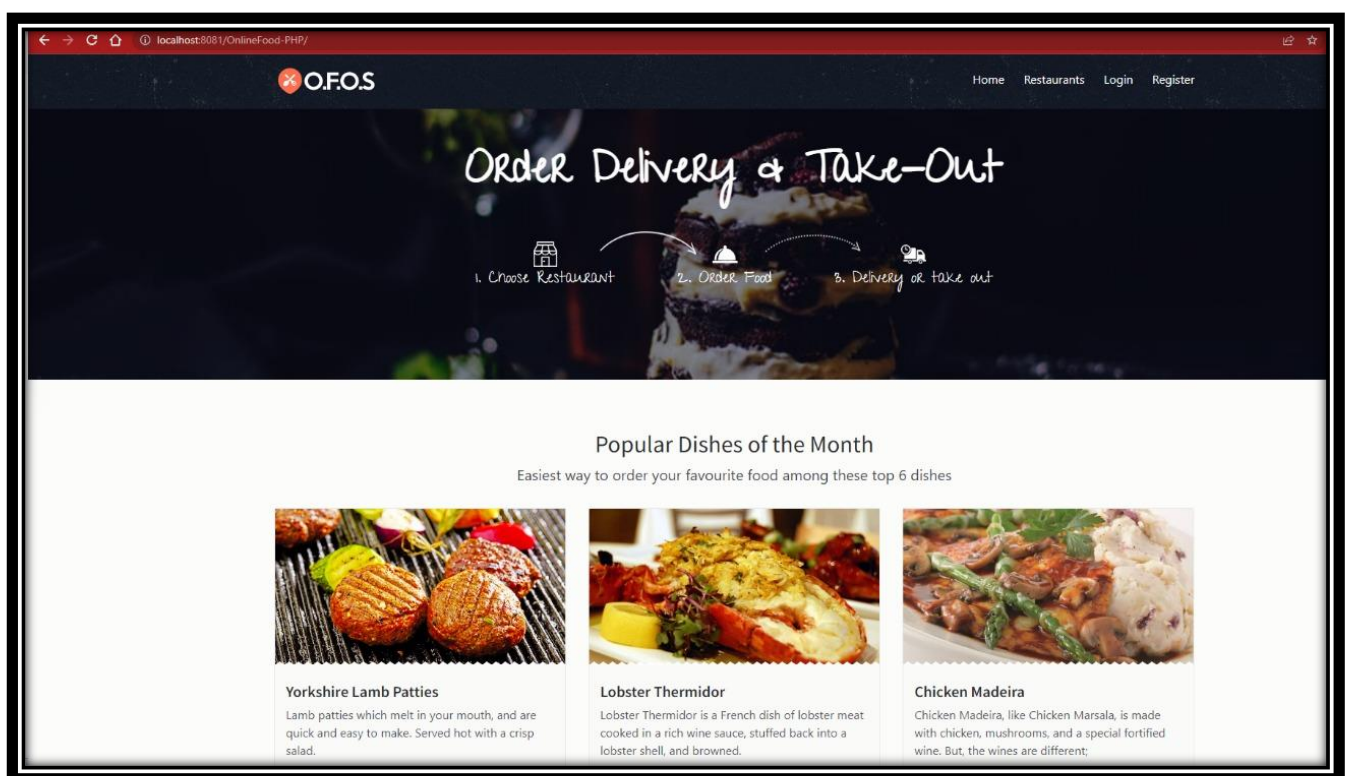 localhost:8081/OnlineFood-PHP/
O.F.O.S
Home Restaurants Login Register
Order Delivery & Take-Out
1. Choose Restaurant 2. Order Food 3. Delivery or take out
Popular Dishes of the Month
Easiest way to order your favourite food among these top 6 dishes
Yorkshire Lamb Patties
Lamb patties which melt in your mouth, and are
quick and easy to make. Served hot with a crisp
salad.
Lobster Thermidor
Lobster Thermidor is a French dish of lobster meat
cooked in a rich wine sauce, stuffed back into a
lobster shell, and browned.
Chicken Madeira
Chicken Madeira, like Chicken Marsala, is made
with chicken, mushrooms, and a special fortified
wine. But, the wines are different;